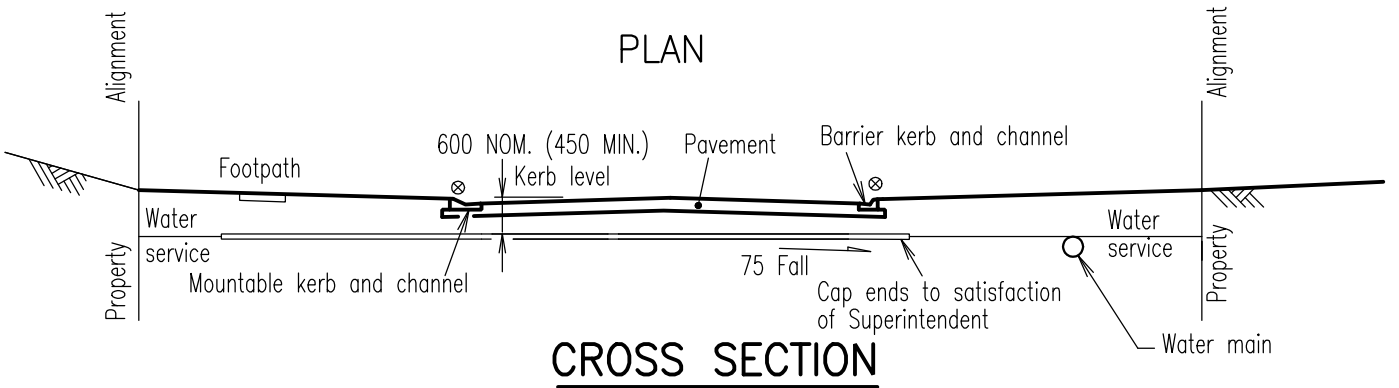 PLAN
Alignment
Alignment
600 NOM. (450 MIN.)
Kerb level
Pavement
Barrier kerb and channel
Footpath
Water
service
Water
service
Property
Property
Mountable kerb and channel
75 Fall
Cap ends to satisfaction
of Superintendent
Water main
CROSS SECTION